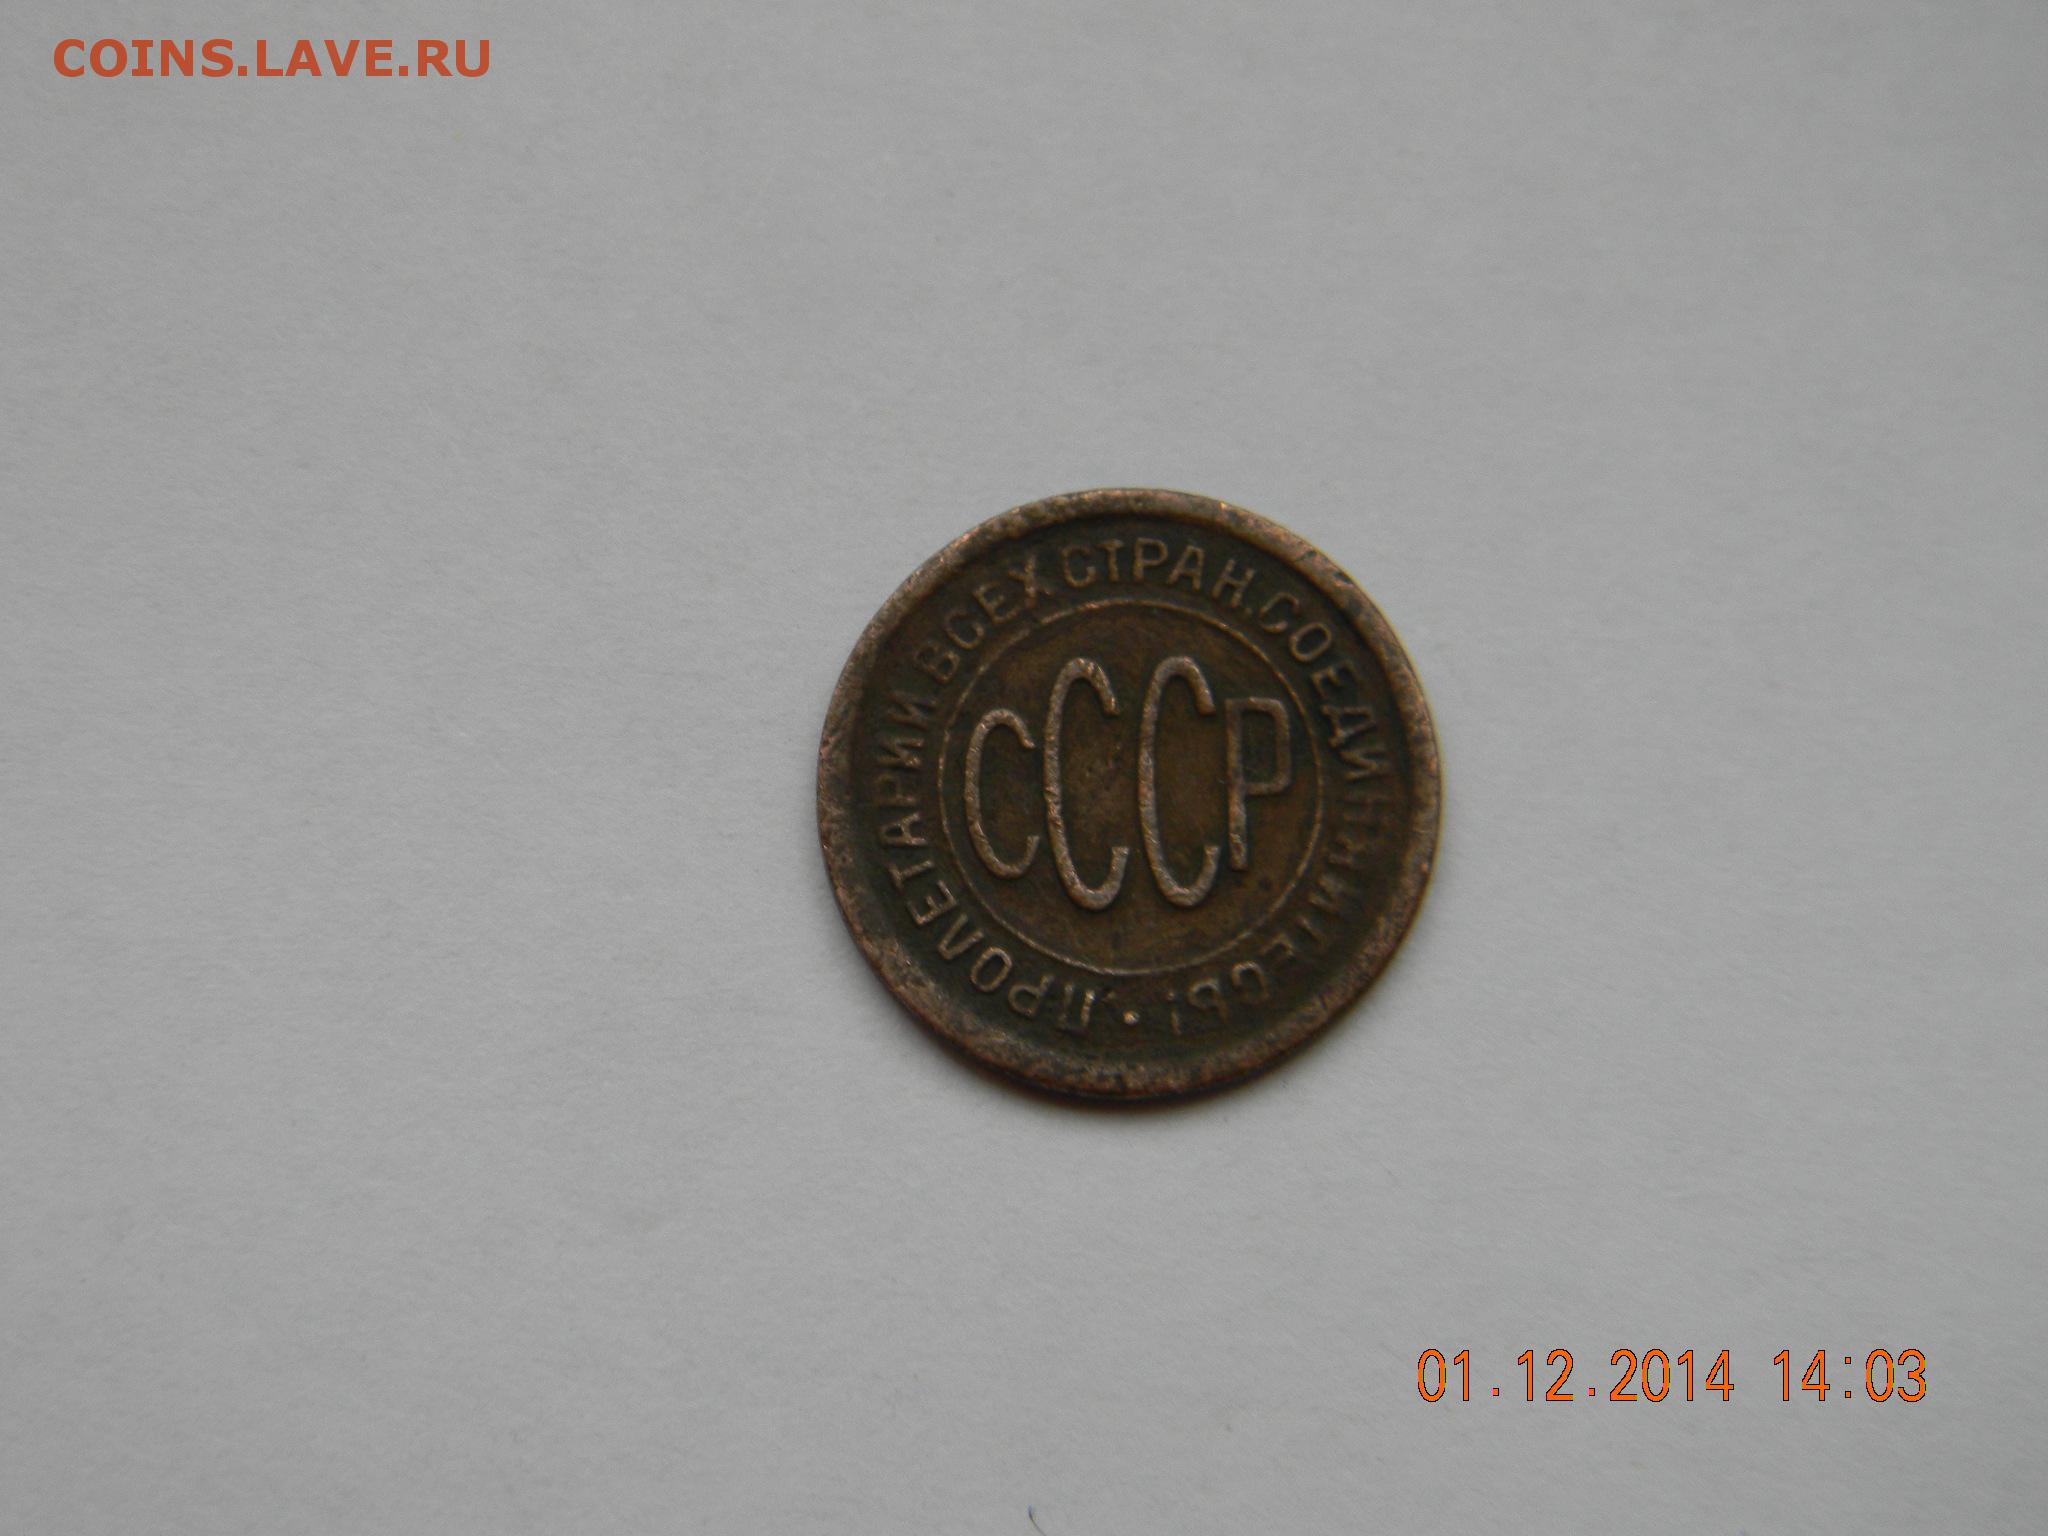 COINS.LAVE.RU
ПРОЛЕТАРИИ ВСЕХ СТРАН, СОЕДИНЯЙТЕСЬ!
СССР
01.12.2014 14:03